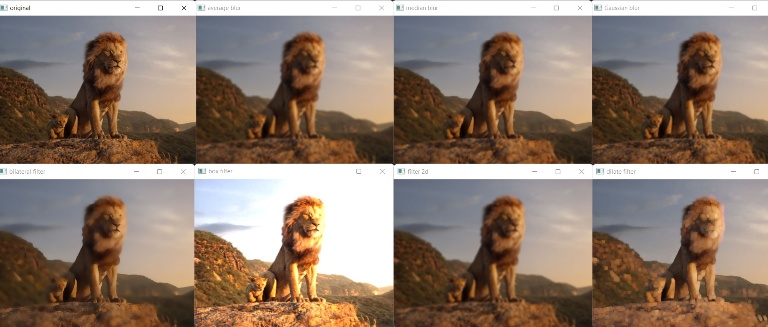 original
average blur
median blur
Gaussian blur
bilateral filter
box filter
filter 2d
dilate filter